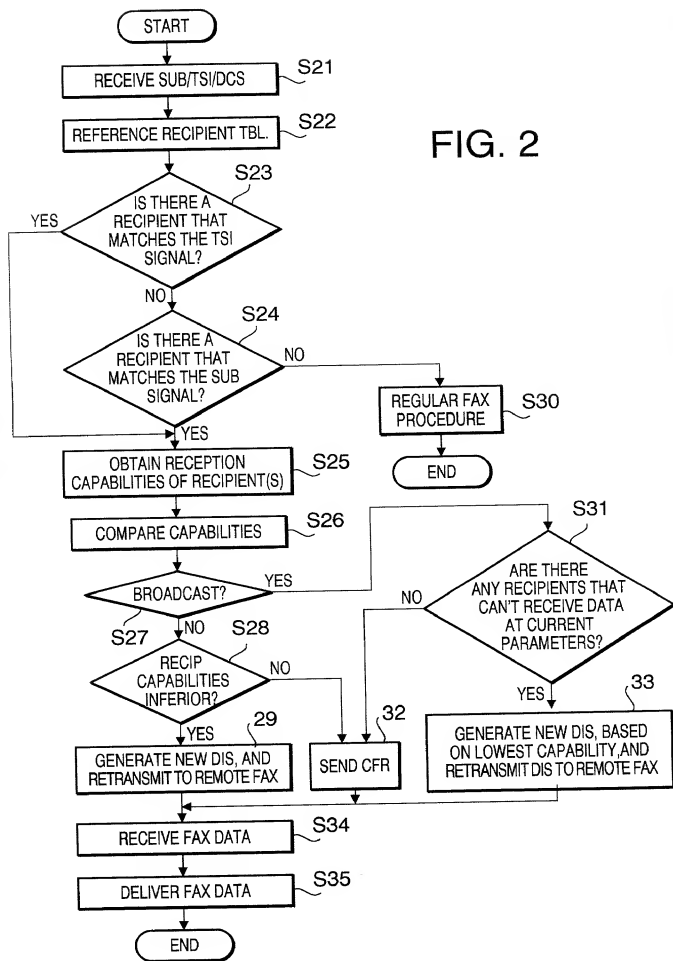 START
RECEIVE SUB/TSI/DCS
S21
REFERENCE RECIPIENT TBL.
S22
FIG. 2
S23
IS THERE A
RECIPIENT THAT
MATCHES THE TSI
SIGNAL?
YES
NO
S24
IS THERE A
RECIPIENT THAT
MATCHES THE SUB
SIGNAL?
NO
YES
REGULAR FAX
PROCEDURE
S30
END
OBTAIN RECEPTION
CAPABILITIES OF RECIPIENT(S)
S25
COMPARE CAPABILITIES
S26
S31
ARE THERE
ANY RECIPIENTS THAT
CAN'T RECEIVE DATA
AT CURRENT
PARAMETERS?
NO
YES
BROADCAST?
YES
S27
NO
S28
RECIP
CAPABILITIES
INFERIOR?
NO
YES
29
GENERATE NEW DIS, AND
RETRANSMIT TO REMOTE FAX
32
SEND CFR
33
GENERATE NEW DIS, BASED
ON LOWEST CAPABILITY,AND
RETRANSMIT DIS TO REMOTE FAX
RECEIVE FAX DATA
S34
DELIVER FAX DATA
S35
END